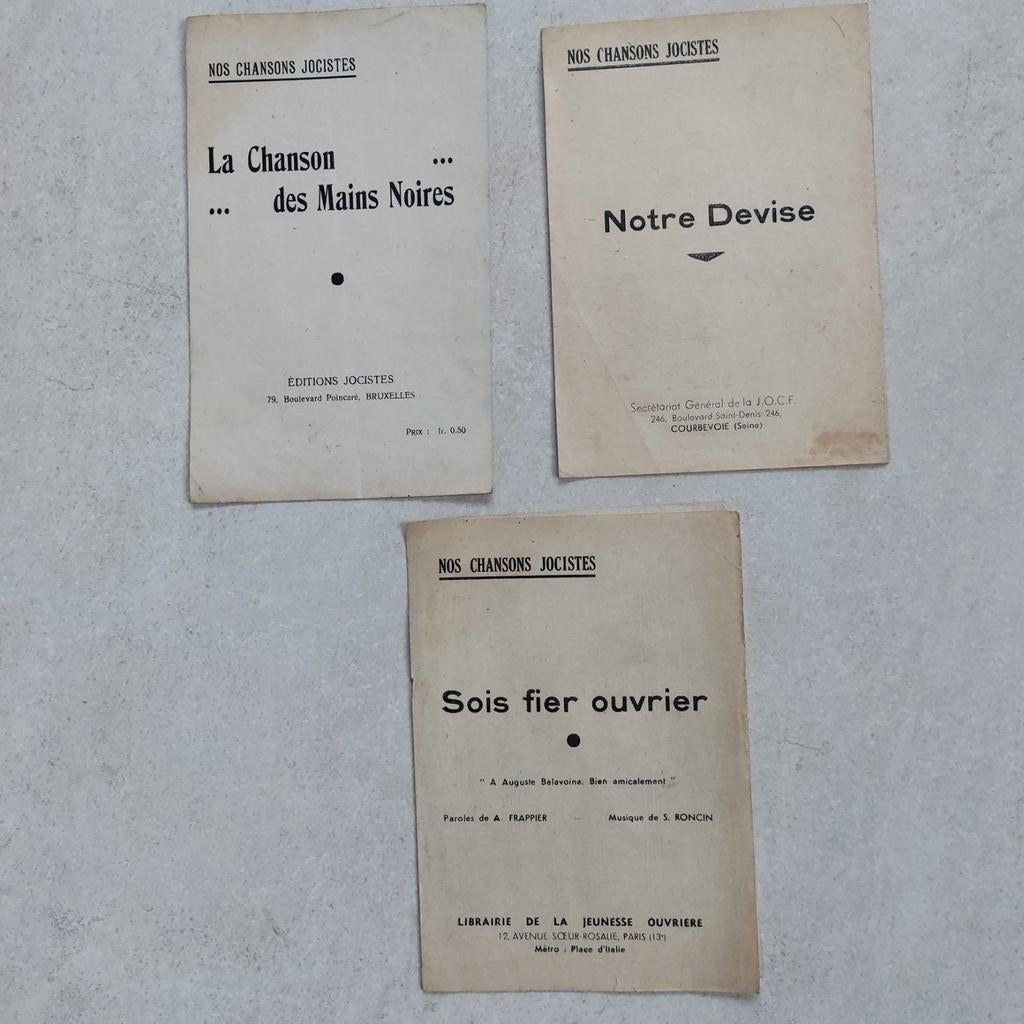 NOS CHANSONS JOCISTES
La Chanson ...
... des Mains Noires
ÉDITIONS JOCISTES
79, Boulevard Poincaré, BRUXELLES
PRIX : fr. 0.50
NOS CHANSONS JOCISTES
Notre Devise
Secrétariat Général de la J.O.C.F.
246, Boulevard Saint-Denis 246,
COURBEVOIE (Seine)
NOS CHANSONS JOCISTES
Sois fier ouvrier
" A Auguste Balavoine. Bien amicalement "
Paroles de A. FRAPPIER - Musique de S. RONCIN
LIBRAIRIE DE LA JEUNESSE OUVRIERE
12, AVENUE SŒUR-ROSALIE, PARIS (13e)
Métro : Place d'Italie